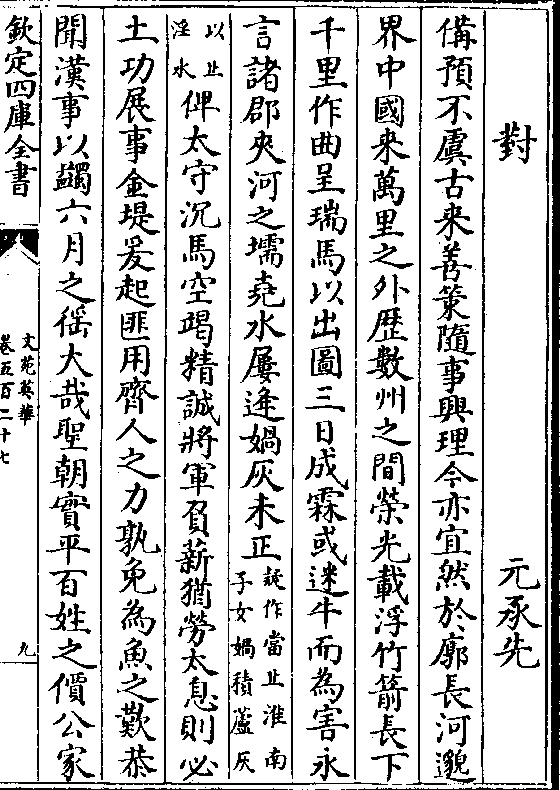 對　元承先
俻預不虞古来善策隨事興理今亦宜然於廓長河邈
界中國来萬里之外歴數州之間榮光載浮竹箭長下
千里作曲呈瑞馬以出圖三日成霖或迷牛而為害永
言諸郡夾河之壖堯水屢逢媧灰未正疑作當止淮南子女媧積蘆灰
以止淫水俾太守沉馬空竭精誠將軍負薪猶勞太息則必
土功展事金堤爰起匪用齊人之力孰免為魚之歎恭
聞漢事以蠲六月之徭大哉聖朝實平百姓之價公家
欽定四庫全書
文苑英華
卷五百二十七
九